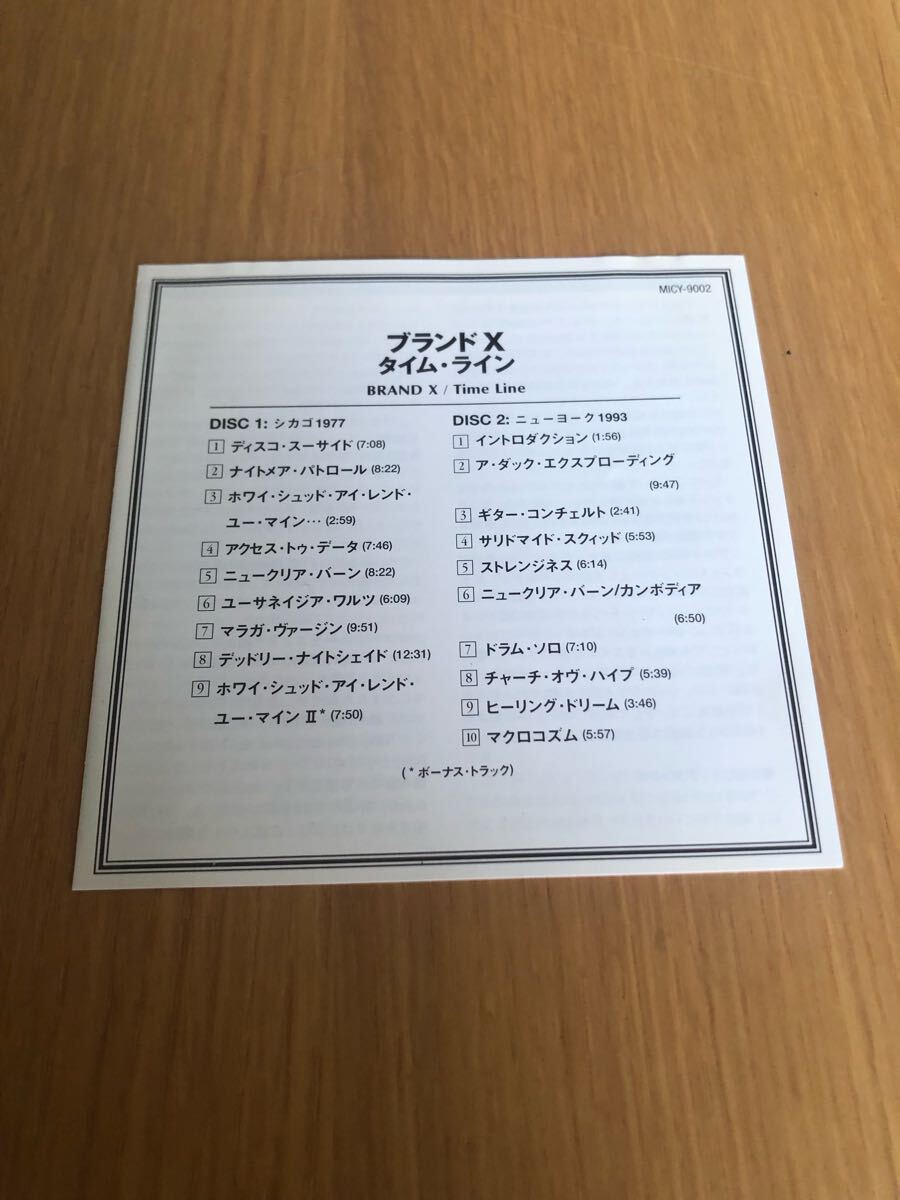 MICY-9002
ブランドX
タイム・ライン
BRAND X / Time Line
DISC 1: シカゴ1977
1 ディスコ・スーサイド (7:08)
2 ナイトメア・パトロール (8:22)
3 ホワイ・シュッド・アイ・レンド・
ユー・マイン… (2:59)
4 アクセス・トゥ・データ (7:46)
5 ニュークリア・バーン (8:22)
6 ユーサネイジア・ワルツ (6:09)
7 マラガ・ヴァージン (9:51)
8 デッドリー・ナイトシェイド (12:31)
9 ホワイ・シュッド・アイ・レンド・
ユー・マイン II* (7:50)
DISC 2: ニューヨーク1993
1 イントロダクション (1:56)
2 ア・ダック・エクスプローディング
(9:47)
3 ギター・コンチェルト (2:41)
4 サリドマイド・スクィッド (5:53)
5 ストレンジネス (6:14)
6 ニュークリア・バーン/カンボディア
(6:50)
7 ドラム・ソロ (7:10)
8 チャーチ・オヴ・ハイプ (5:39)
9 ヒーリング・ドリーム (3:46)
10 マクロコズム (5:57)
(* ボーナス・トラック)